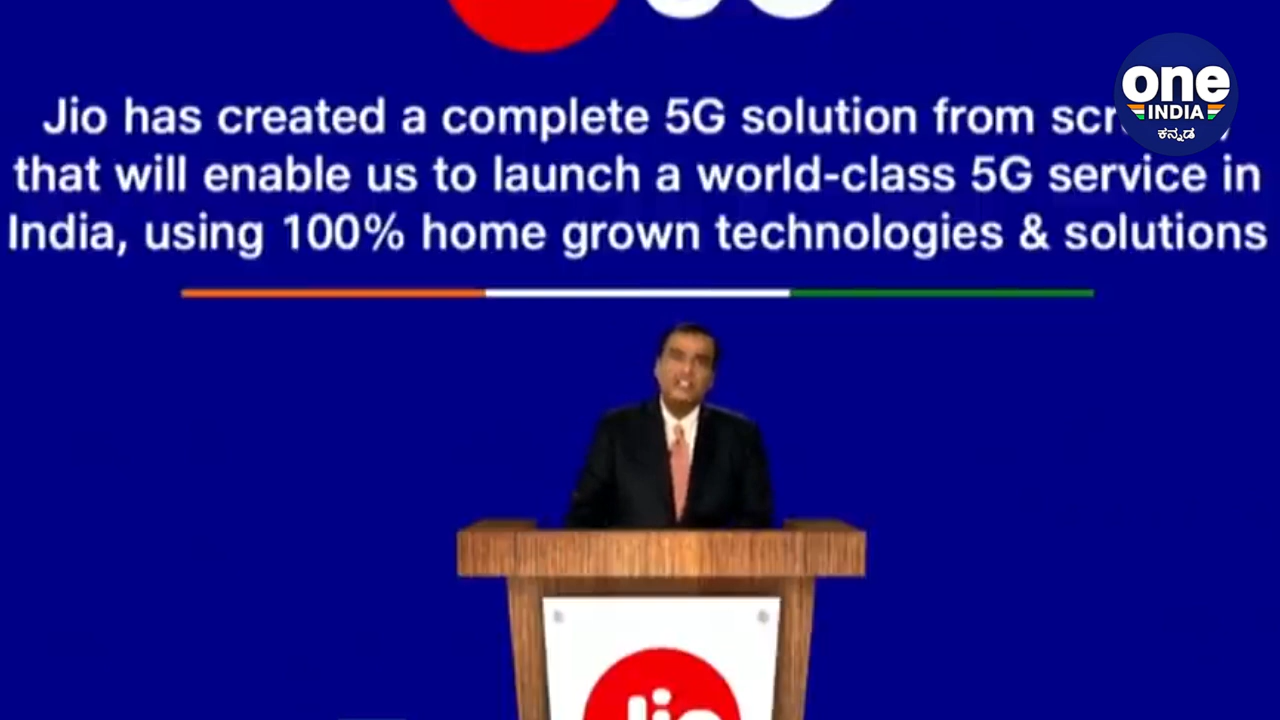 one
INDIA
ಕನ್ನಡ
Jio has created a complete 5G solution from
that will enable us to launch a world-class 5G service in
India, using 100% home grown technologies & solutions
Jio